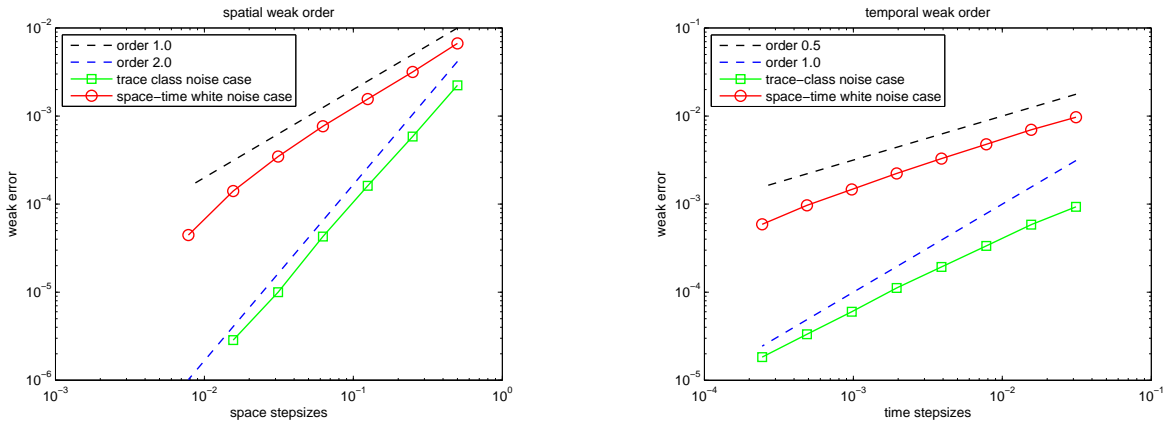 spatial weak order
10^−2
10^−3
10^−4
10^−5
10^−6
weak error
order 1.0
order 2.0
trace class noise case
space−time white noise case
10^−3
10^−2
10^−1
10^0
space stepsizes
temporal weak order
10^−1
10^−2
10^−3
10^−4
10^−5
weak error
order 0.5
order 1.0
trace−class noise case
space−time white noise case
10^−4
10^−3
10^−2
10^−1
time stepsizes